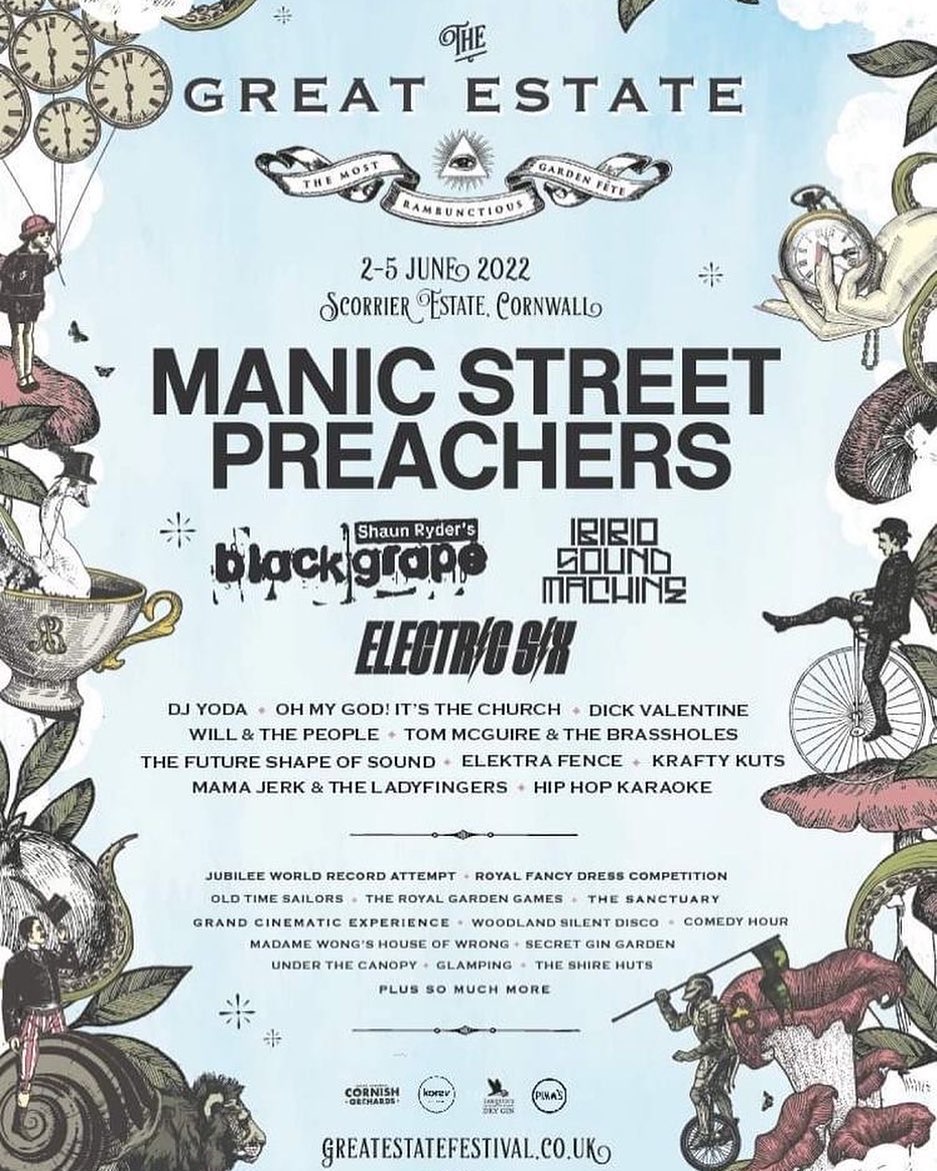 THE
GREAT ESTATE
THE MOST RAMBUNCTIOUS GARDEN FÊTE
2-5 JUNE 2022
SCORRIER ESTATE, CORNWALL
MANIC STREET
PREACHERS
Shaun Ryder's
black grape
IBIBIO
SOUND
MACHINE
ELECTRIC SIX
DJ YODA • OH MY GOD! IT'S THE CHURCH • DICK VALENTINE
WILL & THE PEOPLE • TOM MCGUIRE & THE BRASSHOLES
THE FUTURE SHAPE OF SOUND • ELEKTRA FENCE • KRAFTY KUTS
MAMA JERK & THE LADYFINGERS • HIP HOP KARAOKE
JUBILEE WORLD RECORD ATTEMPT • ROYAL FANCY DRESS COMPETITION
OLD TIME SAILORS • THE ROYAL GARDEN GAMES • THE SANCTUARY
GRAND CINEMATIC EXPERIENCE • WOODLAND SILENT DISCO • COMEDY HOUR
MADAME WONG'S HOUSE OF WRONG • SECRET GIN GARDEN
UNDER THE CANOPY • GLAMPING • THE SHIRE HUTS
PLUS SO MUCH MORE
CORNISH
ORCHARDS
korev
DRY GIN
PIMM'S
GREATESTATEFESTIVAL.CO.UK